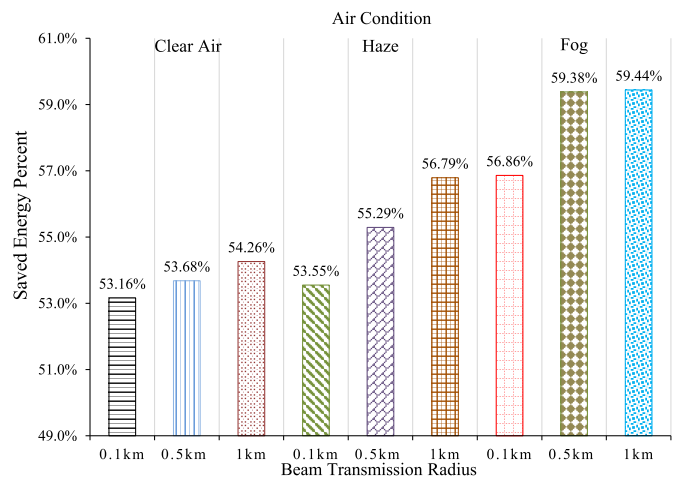 Air Condition
Clear Air
Haze
Fog
61.0%
59.0%
57.0%
55.0%
53.0%
51.0%
49.0%
Saved Energy Percent
53.16%
53.68%
54.26%
53.55%
55.29%
56.79%
56.86%
59.38%
59.44%
0.1km
0.5km
1km
0.1km
0.5km
1km
0.1km
0.5km
1km
Beam Transmission Radius